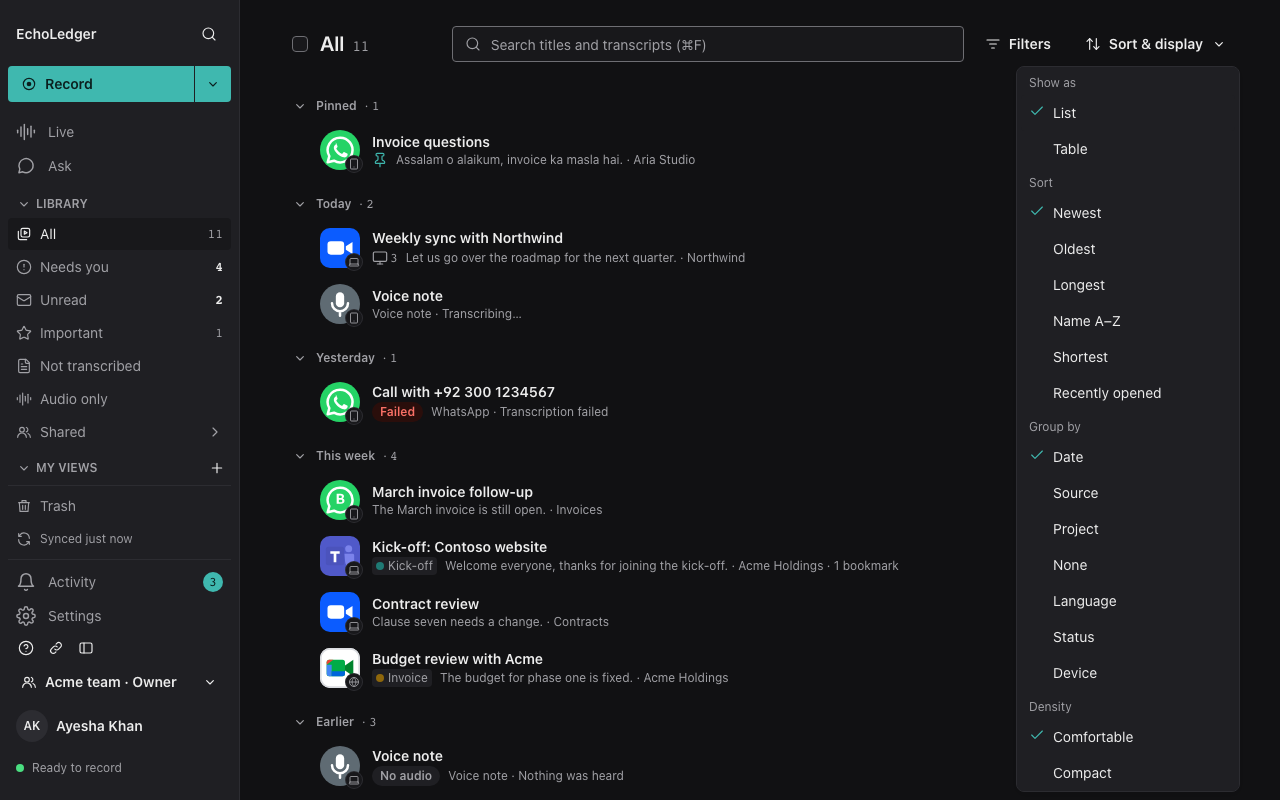 EchoLedger
Record
Live
Ask
LIBRARY
All 11
Needs you 4
Unread 2
Important 1
Not transcribed
Audio only
Shared
MY VIEWS
Trash
Synced just now
Activity 3
Settings
Acme team · Owner
AK Ayesha Khan
Ready to record
All 11
Search titles and transcripts (⌘F)
Filters
Sort & display
Pinned · 1
Invoice questions
Assalam o alaikum, invoice ka masla hai. · Aria Studio
Today · 2
Weekly sync with Northwind
3 Let us go over the roadmap for the next quarter. · Northwind
Voice note
Voice note · Transcribing…
Yesterday · 1
Call with +92 300 1234567
Failed WhatsApp · Transcription failed
This week · 4
B
March invoice follow-up
The March invoice is still open. · Invoices
T
Kick-off: Contoso website
Kick-off Welcome everyone, thanks for joining the kick-off. · Acme Holdings · 1 bookmark
Contract review
Clause seven needs a change. · Contracts
Budget review with Acme
Invoice The budget for phase one is fixed. · Acme Holdings
Earlier · 3
Voice note
No audio Voice note · Nothing was heard
Show as
List
Table
Sort
Newest
Oldest
Longest
Name A–Z
Shortest
Recently opened
Group by
Date
Source
Project
None
Language
Status
Device
Density
Comfortable
Compact